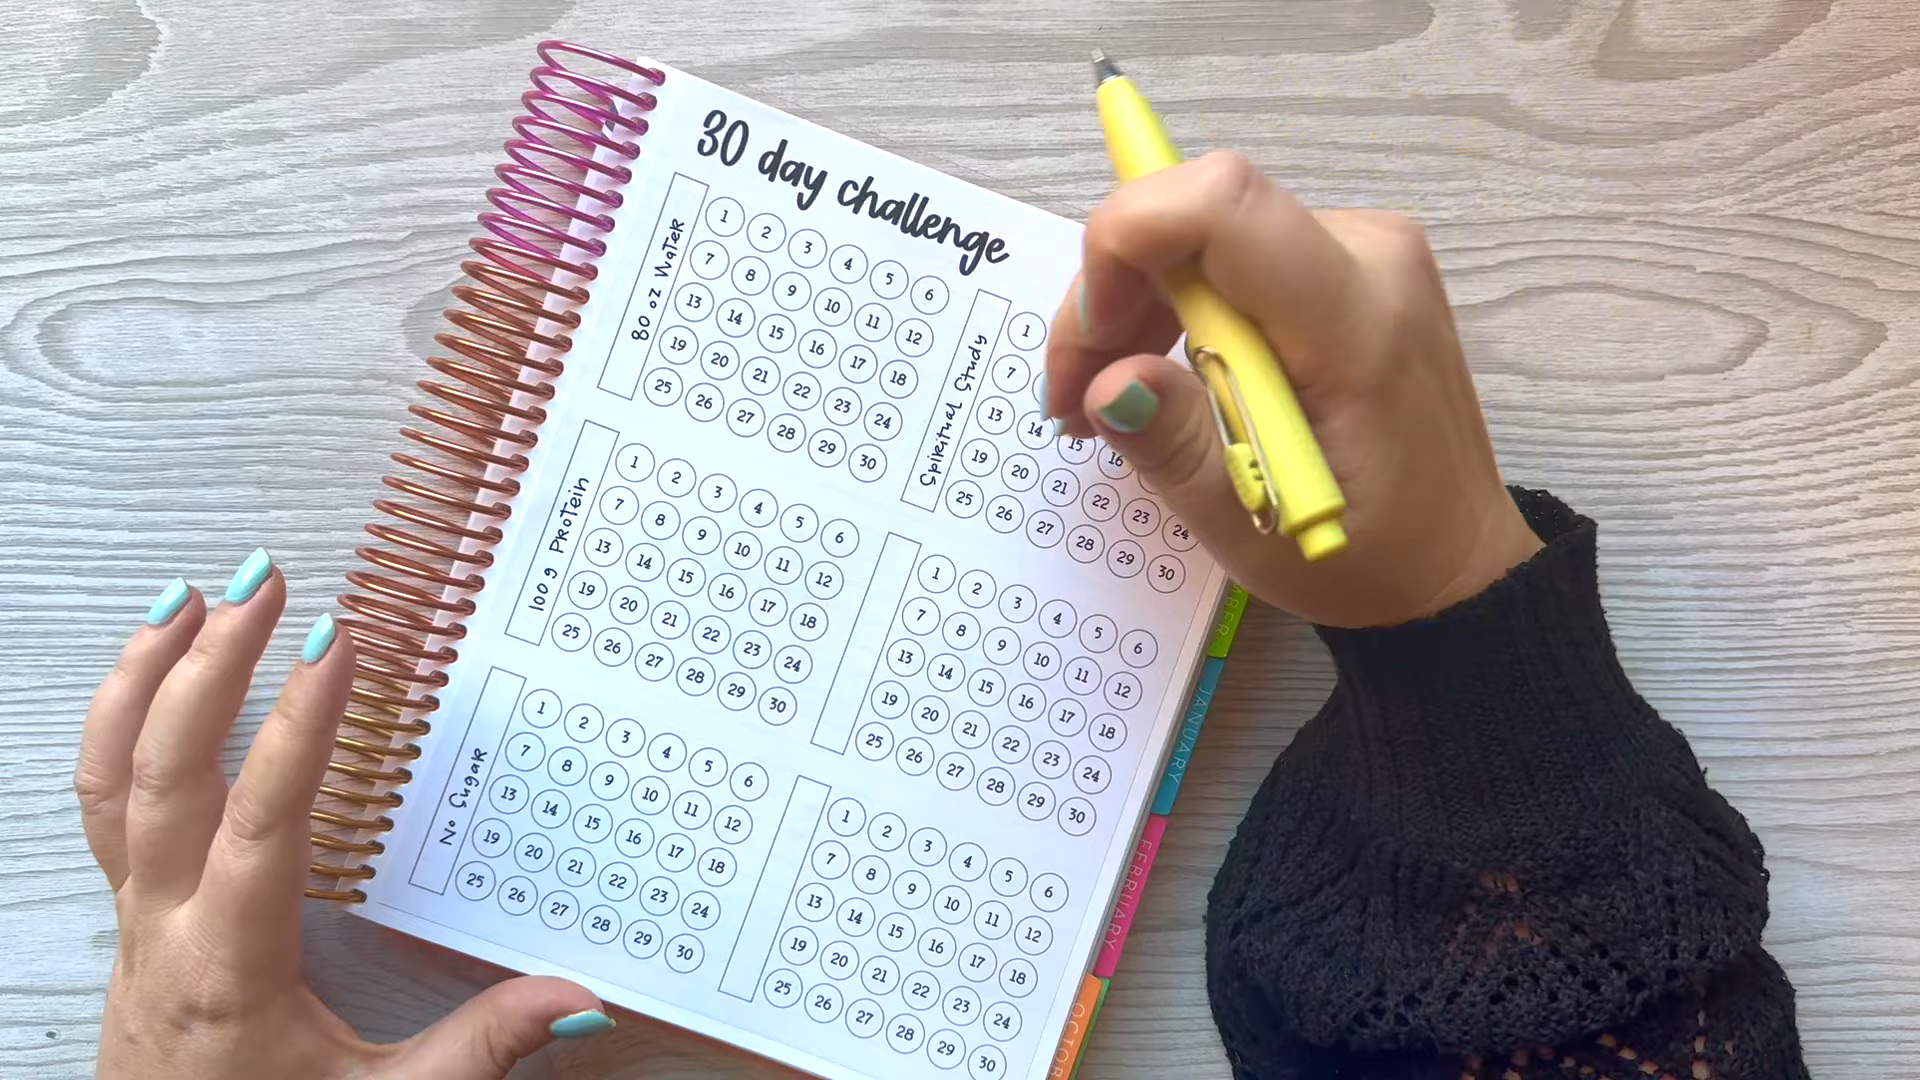 30 day challenge
80 oz Water
1 2 3 4 5 6
7 8 9 10 11 12
13 14 15 16 17 18
19 20 21 22 23 24
25 26 27 28 29 30
100 g Protein
1 2 3 4 5 6
7 8 9 10 11 12
13 14 15 16 17 18
19 20 21 22 23 24
25 26 27 28 29 30
No Sugar
1 2 3 4 5 6
7 8 9 10 11 12
13 14 15 16 17 18
19 20 21 22 23 24
25 26 27 28 29 30
Spiritual Study
1
7
13 14 15 16
19 20 21 22 23 24
25 26 27 28 29 30
1 2 3 4 5 6
7 8 9 10 11 12
13 14 15 16 17 18
19 20 21 22 23 24
25 26 27 28 29 30
1 2 3 4 5 6
7 8 9 10 11 12
13 14 15 16 17 18
19 20 21 22 23 24
25 26 27 28 29 30
JANUARY
FEBRUARY